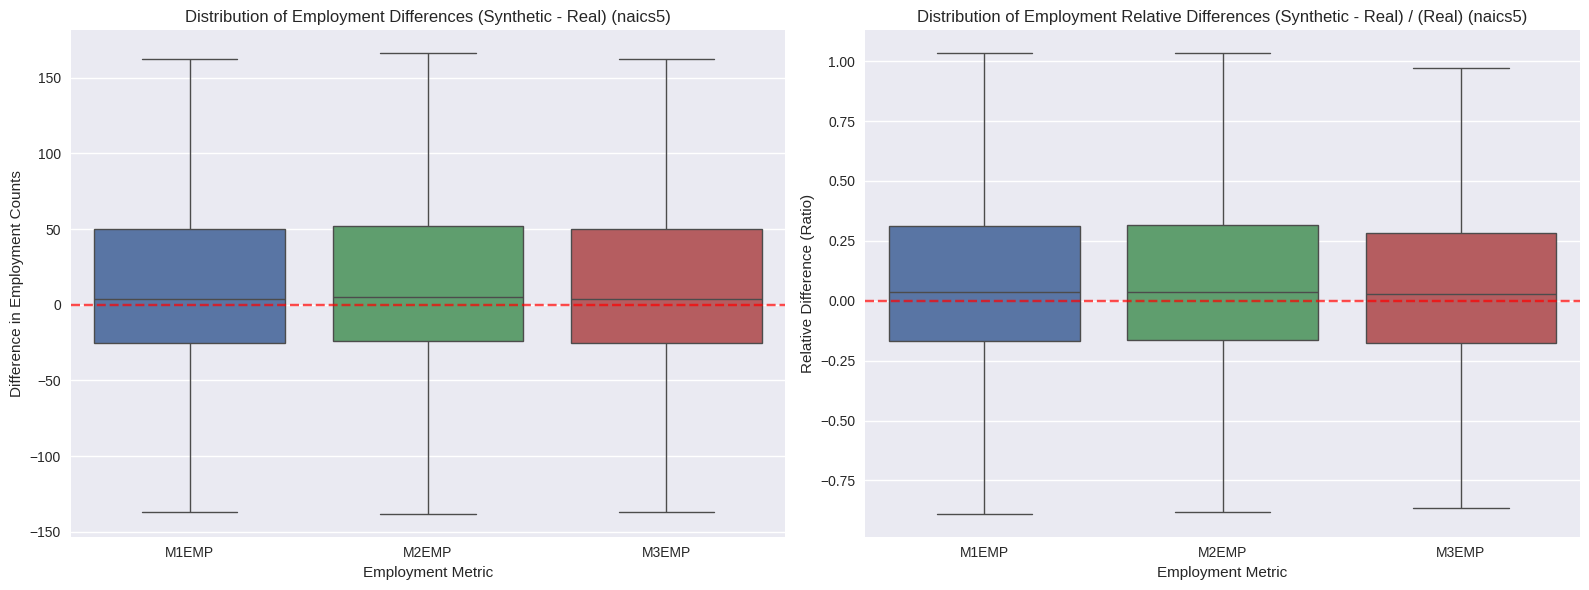 Distribution of Employment Differences (Synthetic - Real) (naics5)
Difference in Employment Counts
150
100
50
0
−50
−100
−150
M1EMP
M2EMP
M3EMP
Employment Metric
Distribution of Employment Relative Differences (Synthetic - Real) / (Real) (naics5)
Relative Difference (Ratio)
1.00
0.75
0.50
0.25
0.00
−0.25
−0.50
−0.75
M1EMP
M2EMP
M3EMP
Employment Metric